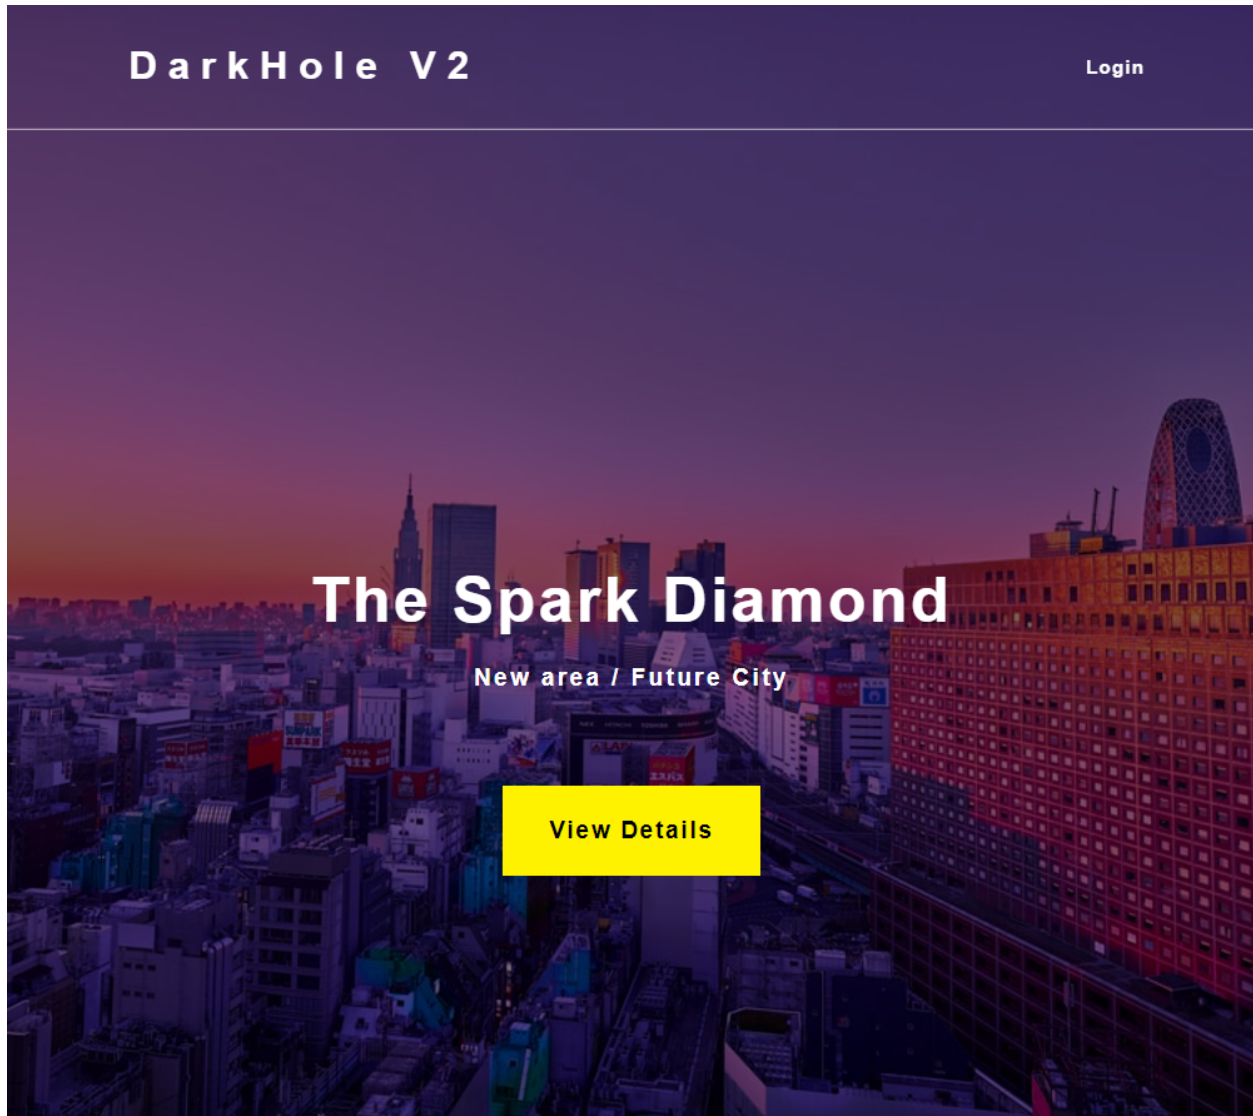 DarkHole V2
Login
The Spark Diamond
New area / Future City
View Details